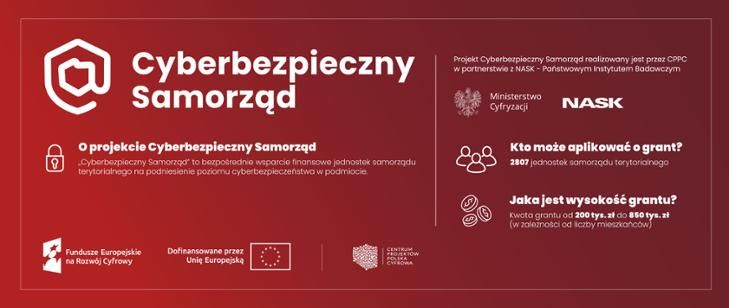 Cyberbezpieczny
Samorząd
O projekcie Cyberbezpieczny Samorząd
„Cyberbezpieczny Samorząd” to bezpośrednie wsparcie finansowe jednostek samorządu
terytorialnego na podniesienie poziomu cyberbezpieczeństwa w podmiocie.
Projekt Cyberbezpieczny Samorząd realizowany jest przez CPPC
w partnerstwie z NASK - Państwowym Instytutem Badawczym
Ministerstwo
Cyfryzacji
NASK
Kto może aplikować o grant?
2807 jednostek samorządu terytorialnego
Jaka jest wysokość grantu?
Kwota grantu od 200 tys. zł do 850 tys. zł
(w zależności od liczby mieszkańców)
Fundusze Europejskie
na Rozwój Cyfrowy
Dofinansowane przez
Unię Europejską
CENTRUM
PROJEKTÓW
POLSKA
CYFROWA